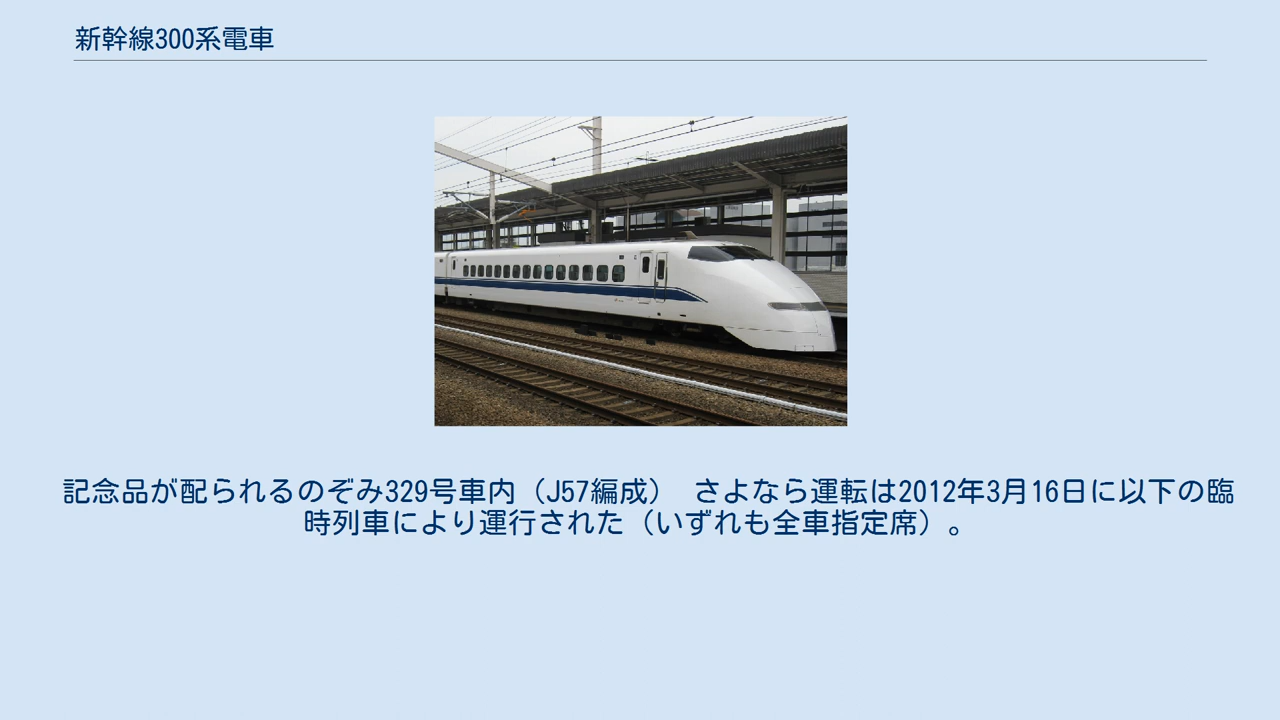 新幹線300系電車
記念品が配られるのぞみ329号車内（J57編成） さよなら運転は2012年3月16日に以下の臨
時列車により運行された（いずれも全車指定席）。